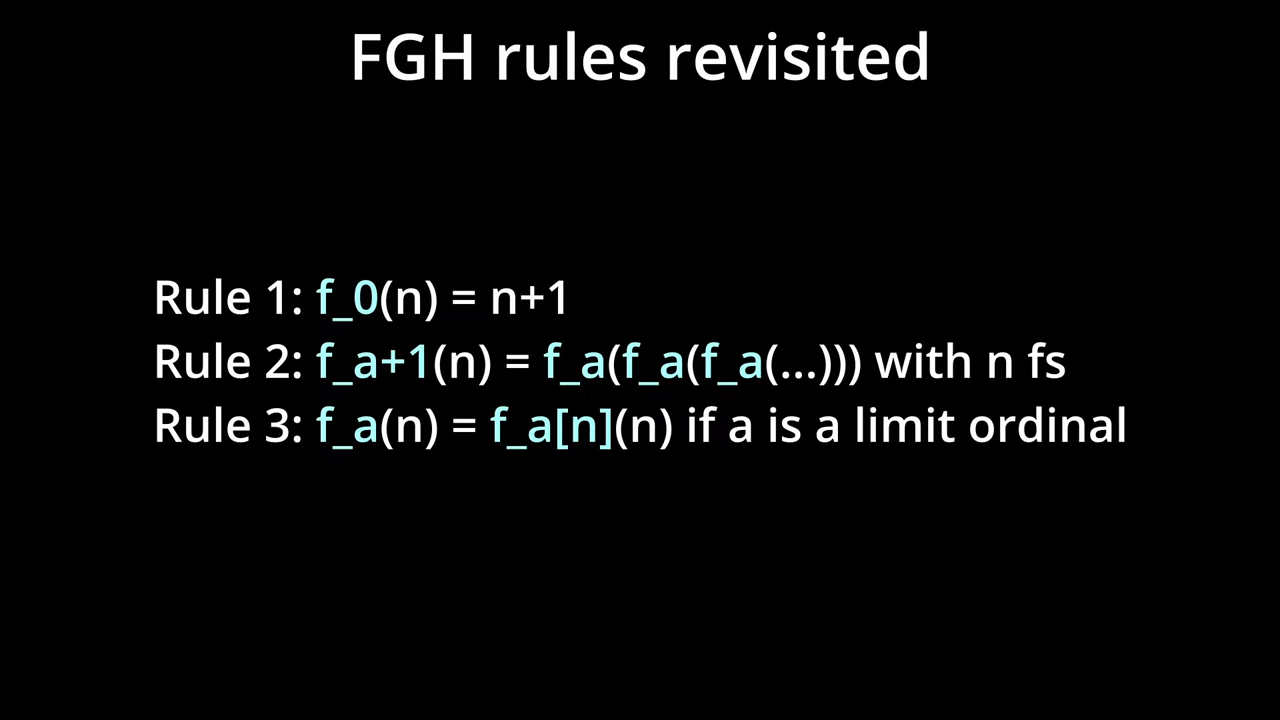 FGH rules revisited
Rule 1: f_0(n) = n+1
Rule 2: f_a+1(n) = f_a(f_a(f_a(...))) with n fs
Rule 3: f_a(n) = f_a[n](n) if a is a limit ordinal